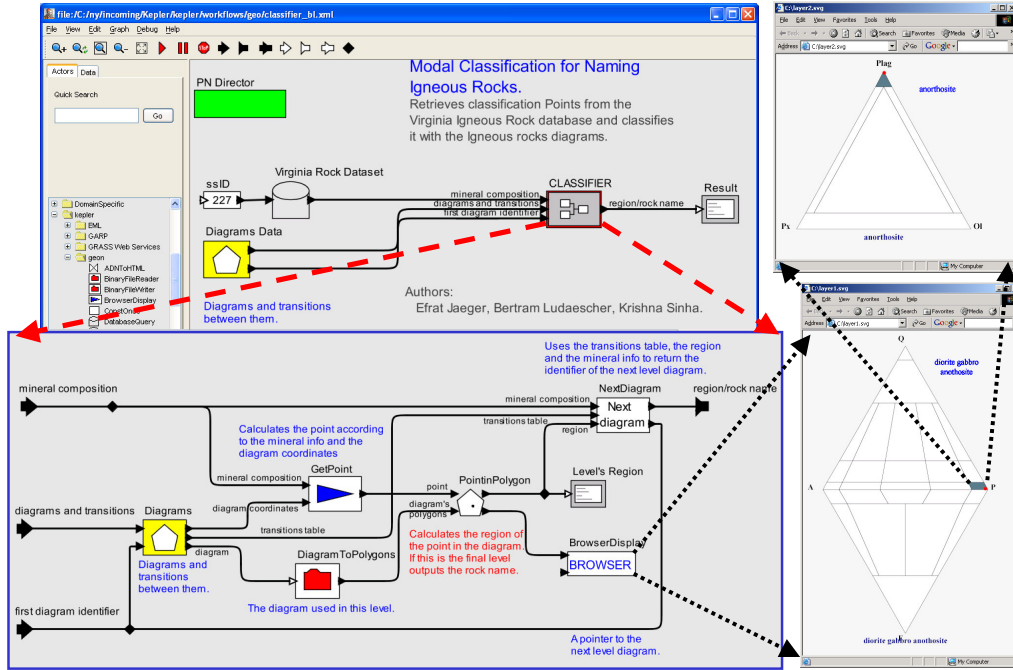 file:/C:/ny/incoming/Kepler/kepler/workflows/geo/classifier_bl.xml
File View Edit Graph Debug Help
STOP
Actors Data
Quick Search
Go
DomainSpecific
kepler
EML
GARP
GRASS Web Services
geon
ADNToHTML
BinaryFileReader
BinaryFileWriter
BrowserDisplay
ConstOnce
DatabaseQuery
PN Director
Modal Classification for Naming
Igneous Rocks.
Retrieves classification Points from the
Virginia Igneous Rock database and classifies
it with the Igneous rocks diagrams.
ssID
227
Virginia Rock Dataset
mineral composition
diagrams and transitions
first diagram identifier
CLASSIFIER
region/rock name
Result
Diagrams Data
Diagrams and transitions
between them.
Authors:
Efrat Jaeger, Bertram Ludaescher, Krishna Sinha.
Uses the transitions table, the region
and the mineral info to return the
identifier of the next level diagram.
mineral composition
NextDiagram
region/rock name
mineral composition
Next
diagram
transitions table
region
Calculates the point according
to the mineral info and the
diagram coordinates
GetPoint
mineral composition
diagram coordinates
point
PointinPolygon
diagram's
polygons
Level's Region
diagrams and transitions
Diagrams
transitions table
diagram
Diagrams and
transitions
between them.
DiagramToPolygons
The diagram used in this level.
Calculates the region of
the point in the diagram.
If this is the final level
outputs the rock name.
BrowserDisplay
BROWSER
first diagram identifier
A pointer to the
next level diagram.
C:\layer2.svg
File Edit View Favorites Tools Help
Back Search Favorites Media
Address C:\layer2.svg Go Google
Plag
anorthosite
Px
Ol
anorthosite
My Computer
C:\layer1.svg
File Edit View Favorites Tools Help
Search Favorites Media
Address C:\layer1.svg Go Google
Q
diorite gabbro
anothosite
A
P
F
diorite gabbro anothosite
My Computer